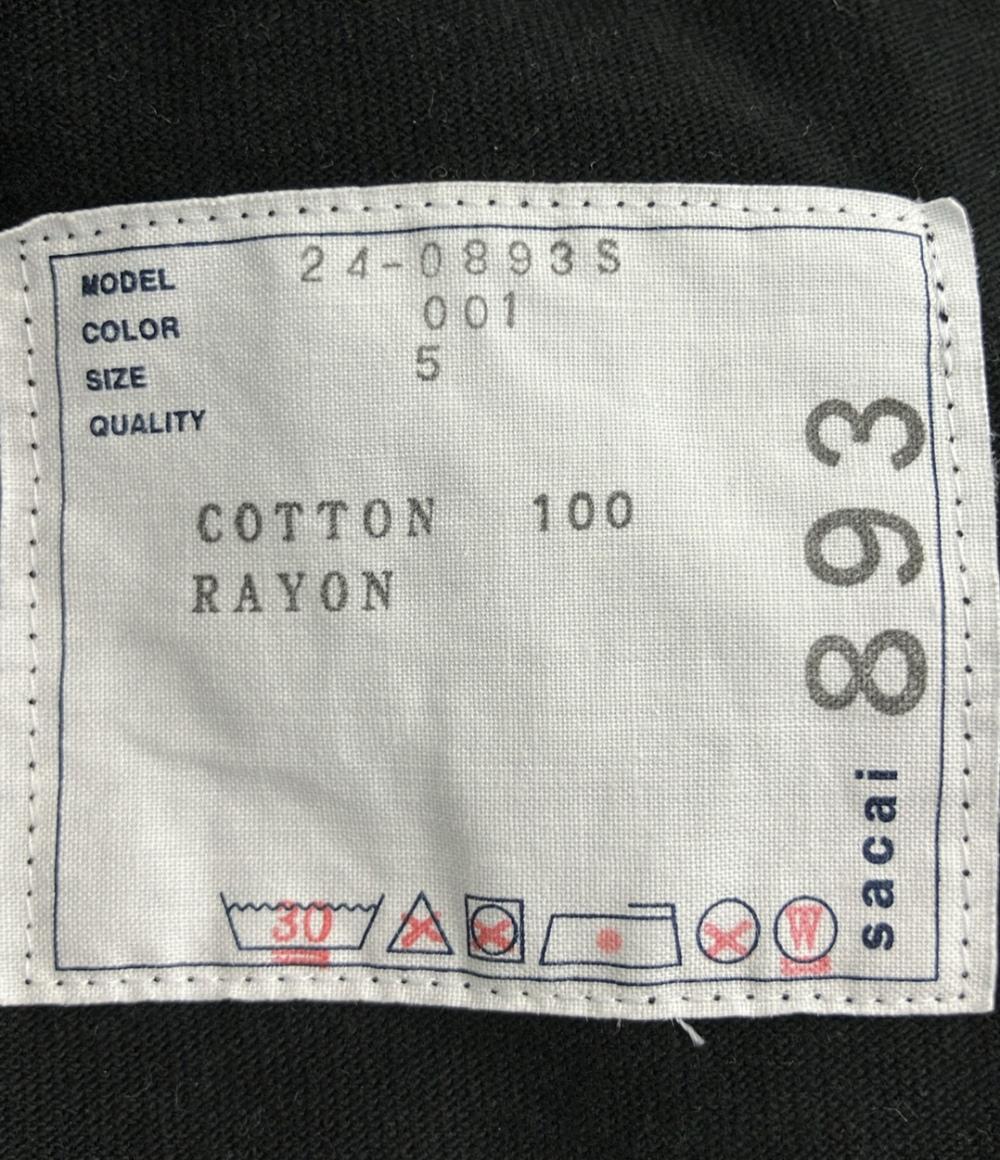 MODEL 24-0893S
COLOR 001
SIZE 5
QUALITY
COTTON 100
RAYON
sacai 893
30
W